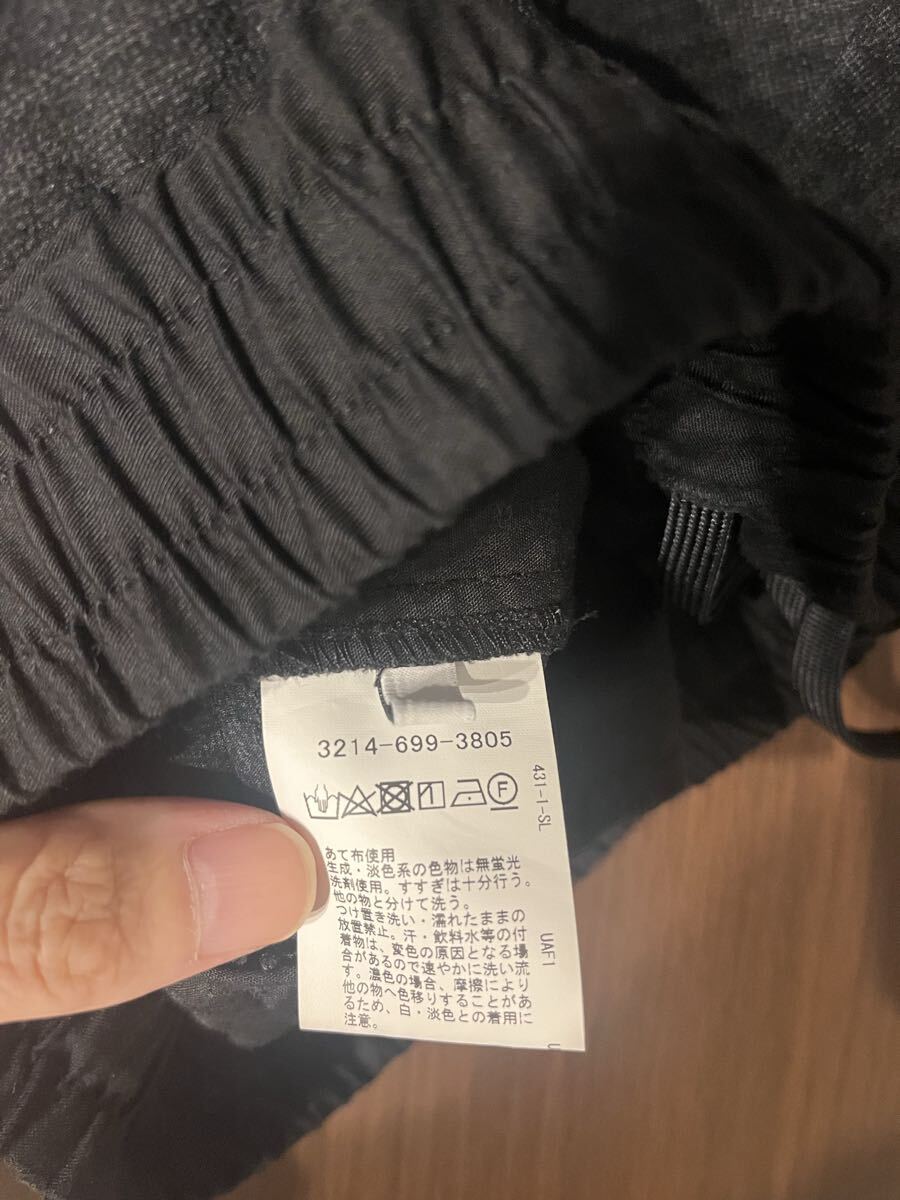 3214-699-3805
F
431-1-SL
あて布使用
生成・淡色系の色物は無蛍光
洗剤使用。すすぎは十分行う。
他の物と分けて洗う。
つけ置き洗い・濡れたままの
放置禁止。汗・飲料水等の付
着物は、変色の原因となる場
合があるので速やかに洗い流
す。濃色の場合、摩擦により
他の物へ色移りすることがあ
るため、白・淡色との着用に
注意。
UAF1